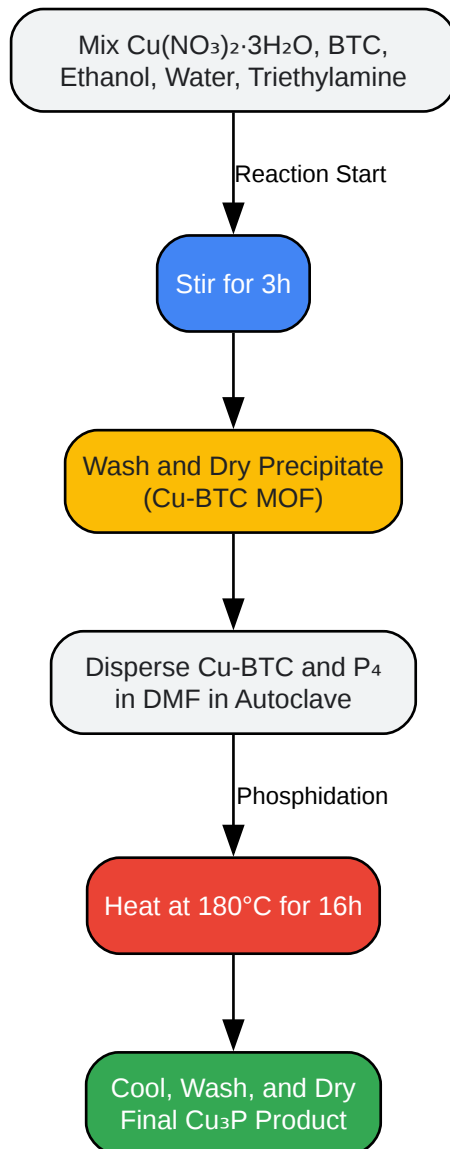 Mix Cu(NO₃)₂·3H₂O, BTC,
Ethanol, Water, Triethylamine
Reaction Start
Stir for 3h
Wash and Dry Precipitate
(Cu-BTC MOF)
Disperse Cu-BTC and P₄
in DMF in Autoclave
Phosphidation
Heat at 180°C for 16h
Cool, Wash, and Dry
Final Cu₃P Product